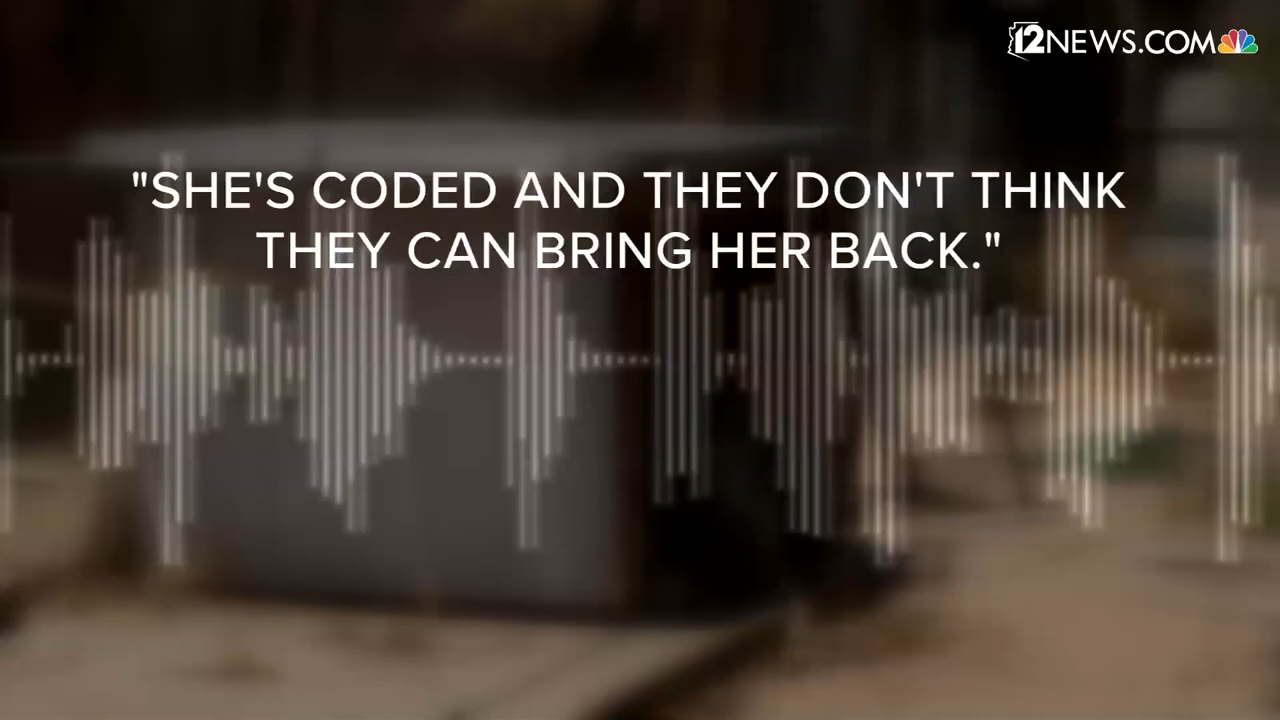 12NEWS.COM
"SHE'S CODED AND THEY DON'T THINK
THEY CAN BRING HER BACK."